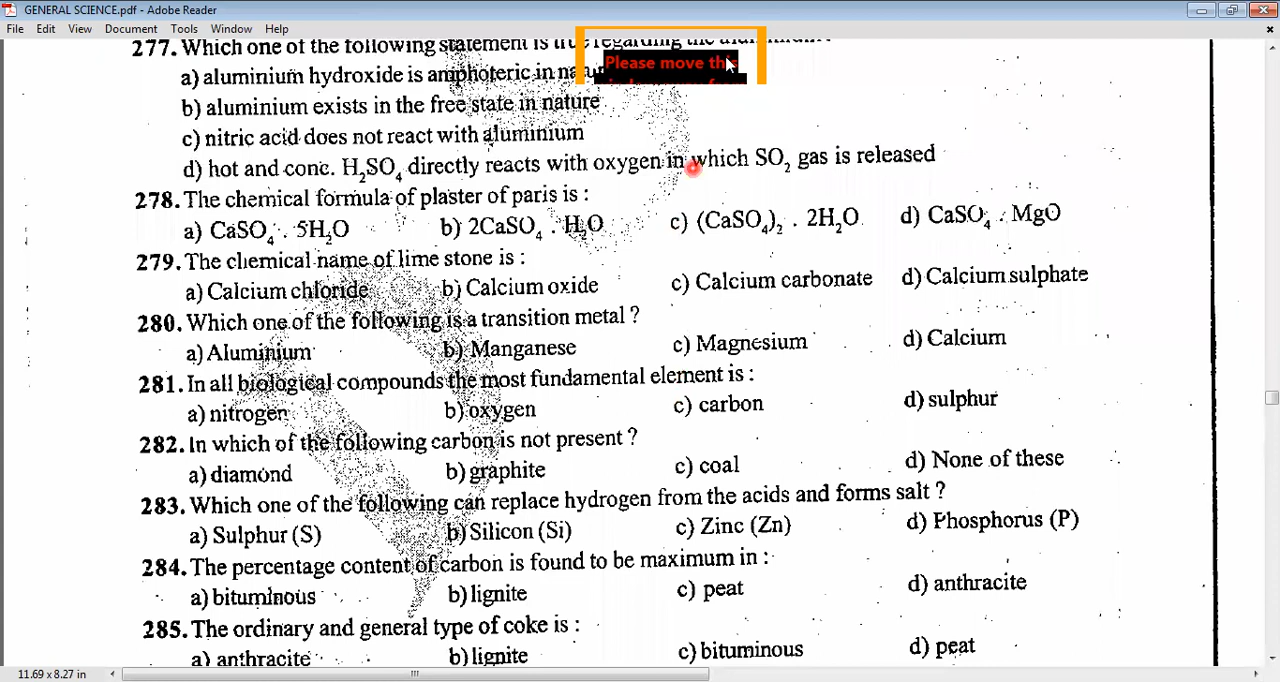 GENERAL SCIENCE.pdf - Adobe Reader
File Edit View Document Tools Window Help
277. Which one of the following statement is true regarding the
Please move this
a) aluminium hydroxide is amphoteric in
b) aluminium exists in the free state in nature
c) nitric acid does not react with aluminium
d) hot and conc. H₂SO₄ directly reacts with oxygen in which SO₂ gas is released
278. The chemical formula of plaster of paris is :
a) CaSO₄ . 5H₂O b) 2CaSO₄ . H₂O c) (CaSO₄)₂ . 2H₂O d) CaSO₄ . MgO
279. The chemical name of lime stone is :
a) Calcium chloride b) Calcium oxide c) Calcium carbonate d) Calcium sulphate
280. Which one of the following is a transition metal ?
a) Aluminium b) Manganese c) Magnesium d) Calcium
281. In all biological compounds the most fundamental element is :
a) nitrogen b) oxygen c) carbon d) sulphur
282. In which of the following carbon is not present ?
a) diamond b) graphite c) coal d) None of these
283. Which one of the following can replace hydrogen from the acids and forms salt ?
a) Sulphur (S) b) Silicon (Si) c) Zinc (Zn) d) Phosphorus (P)
284. The percentage content of carbon is found to be maximum in :
a) bituminous b) lignite c) peat d) anthracite
285. The ordinary and general type of coke is :
a) anthracite b) lignite c) bituminous d) peat
11.69 x 8.27 in